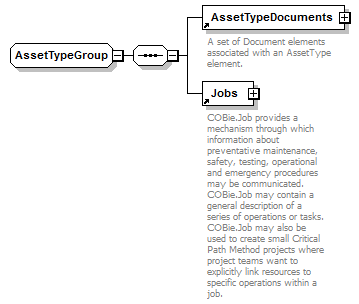 AssetTypeDocuments
A set of Document elements
associated with an AssetType
element.
AssetTypeGroup
Jobs
COBie.Job provides a
mechanism through which
information about
preventative maintenance,
safety, testing, operational
and emergency procedures
may be communicated.
COBie.Job may contain a
general description of a
series of operations or tasks.
COBie.Job may also be
used to create small Critical
Path Method projects where
project teams want to
explicitly link resources to
specific operations within a
job.